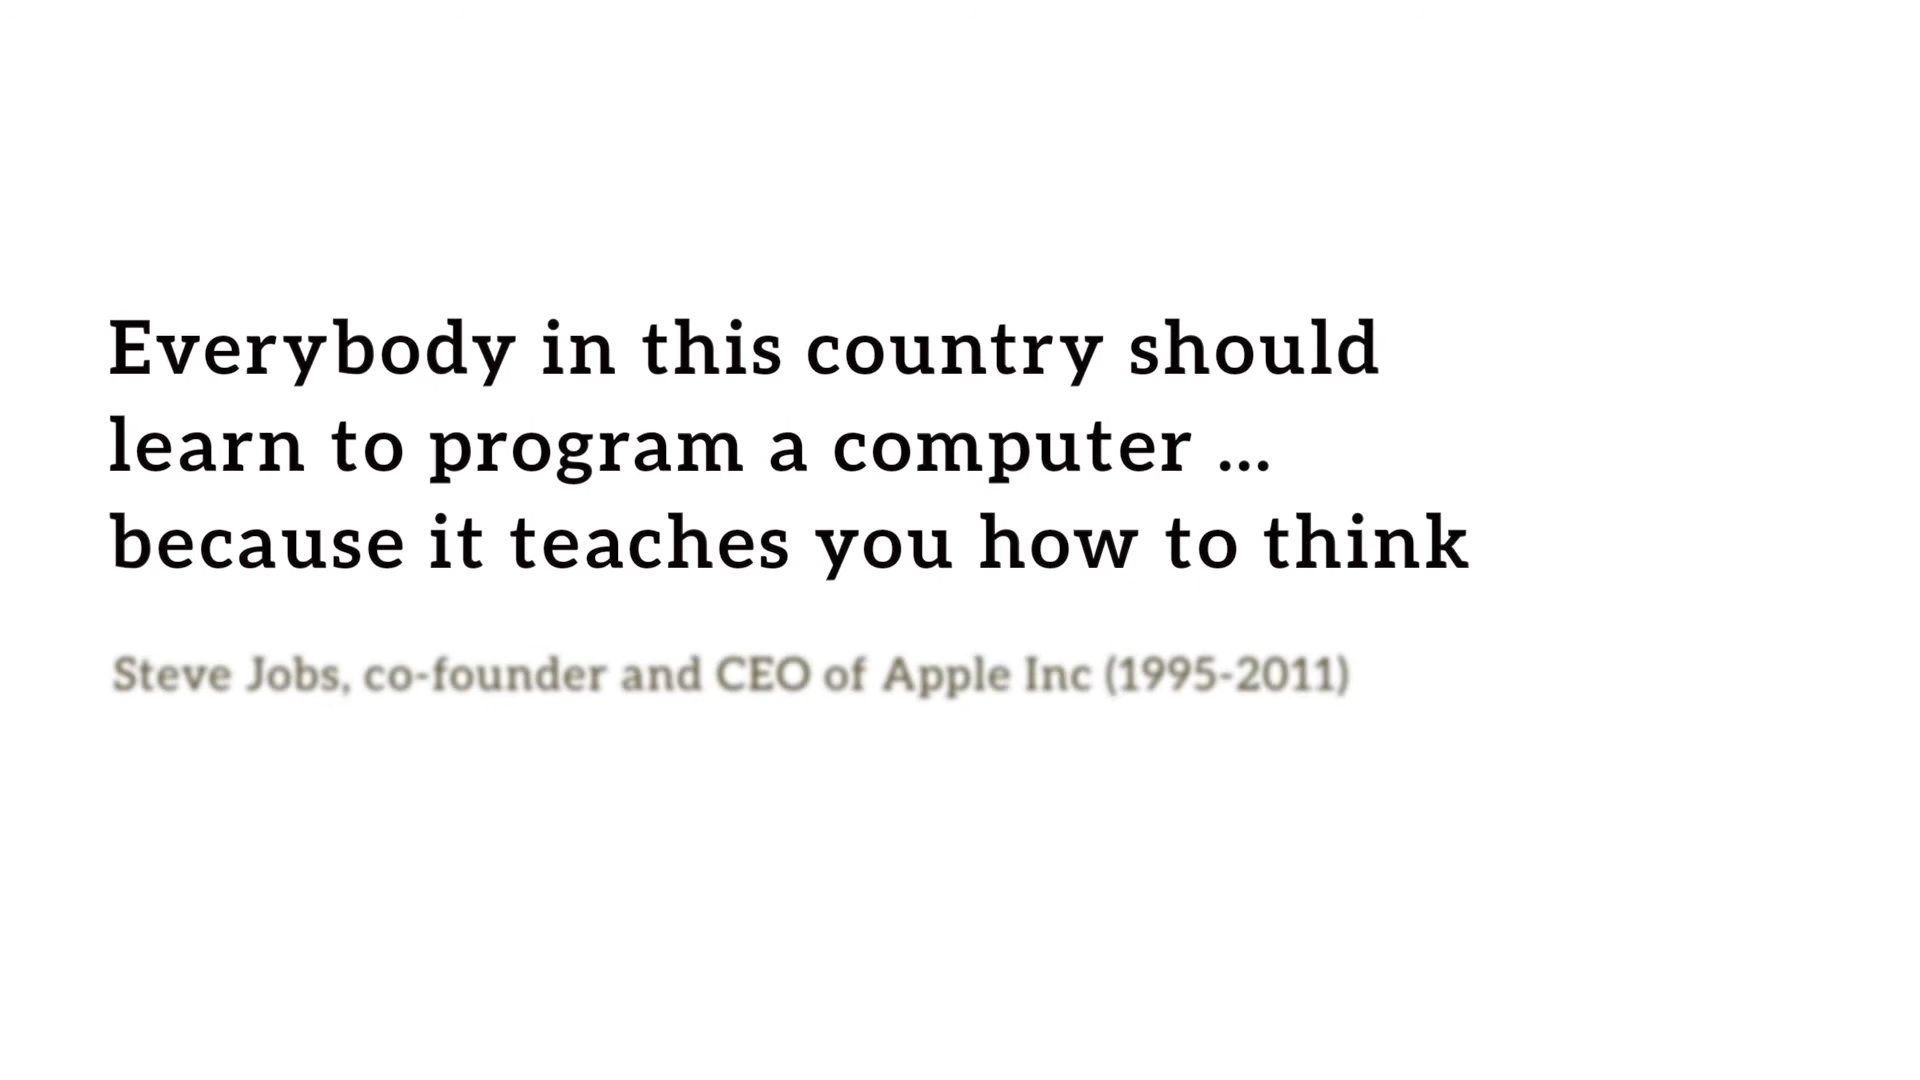 Everybody in this country should
learn to program a computer ...
because it teaches you how to think
Steve Jobs, co-founder and CEO of Apple Inc (1995-2011)